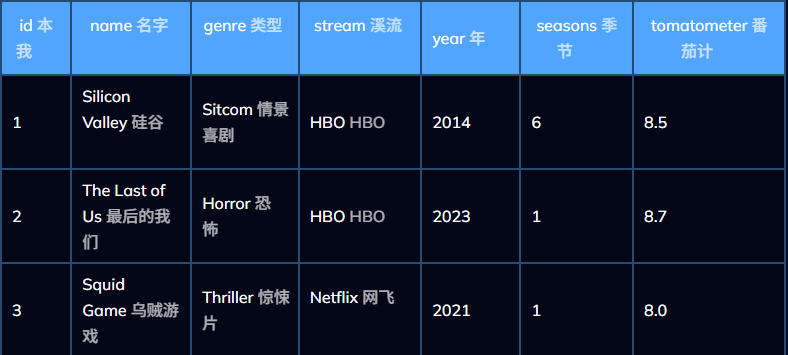 id 本我 name 名字 genre 类型 stream 溪流 year 年 seasons 季节 tomatometer 番茄计
1 Silicon Valley 硅谷 Sitcom 情景喜剧 HBO HBO 2014 6 8.5
2 The Last of Us 最后的我们 Horror 恐怖 HBO HBO 2023 1 8.7
3 Squid Game 乌贼游戏 Thriller 惊悚片 Netflix 网飞 2021 1 8.0